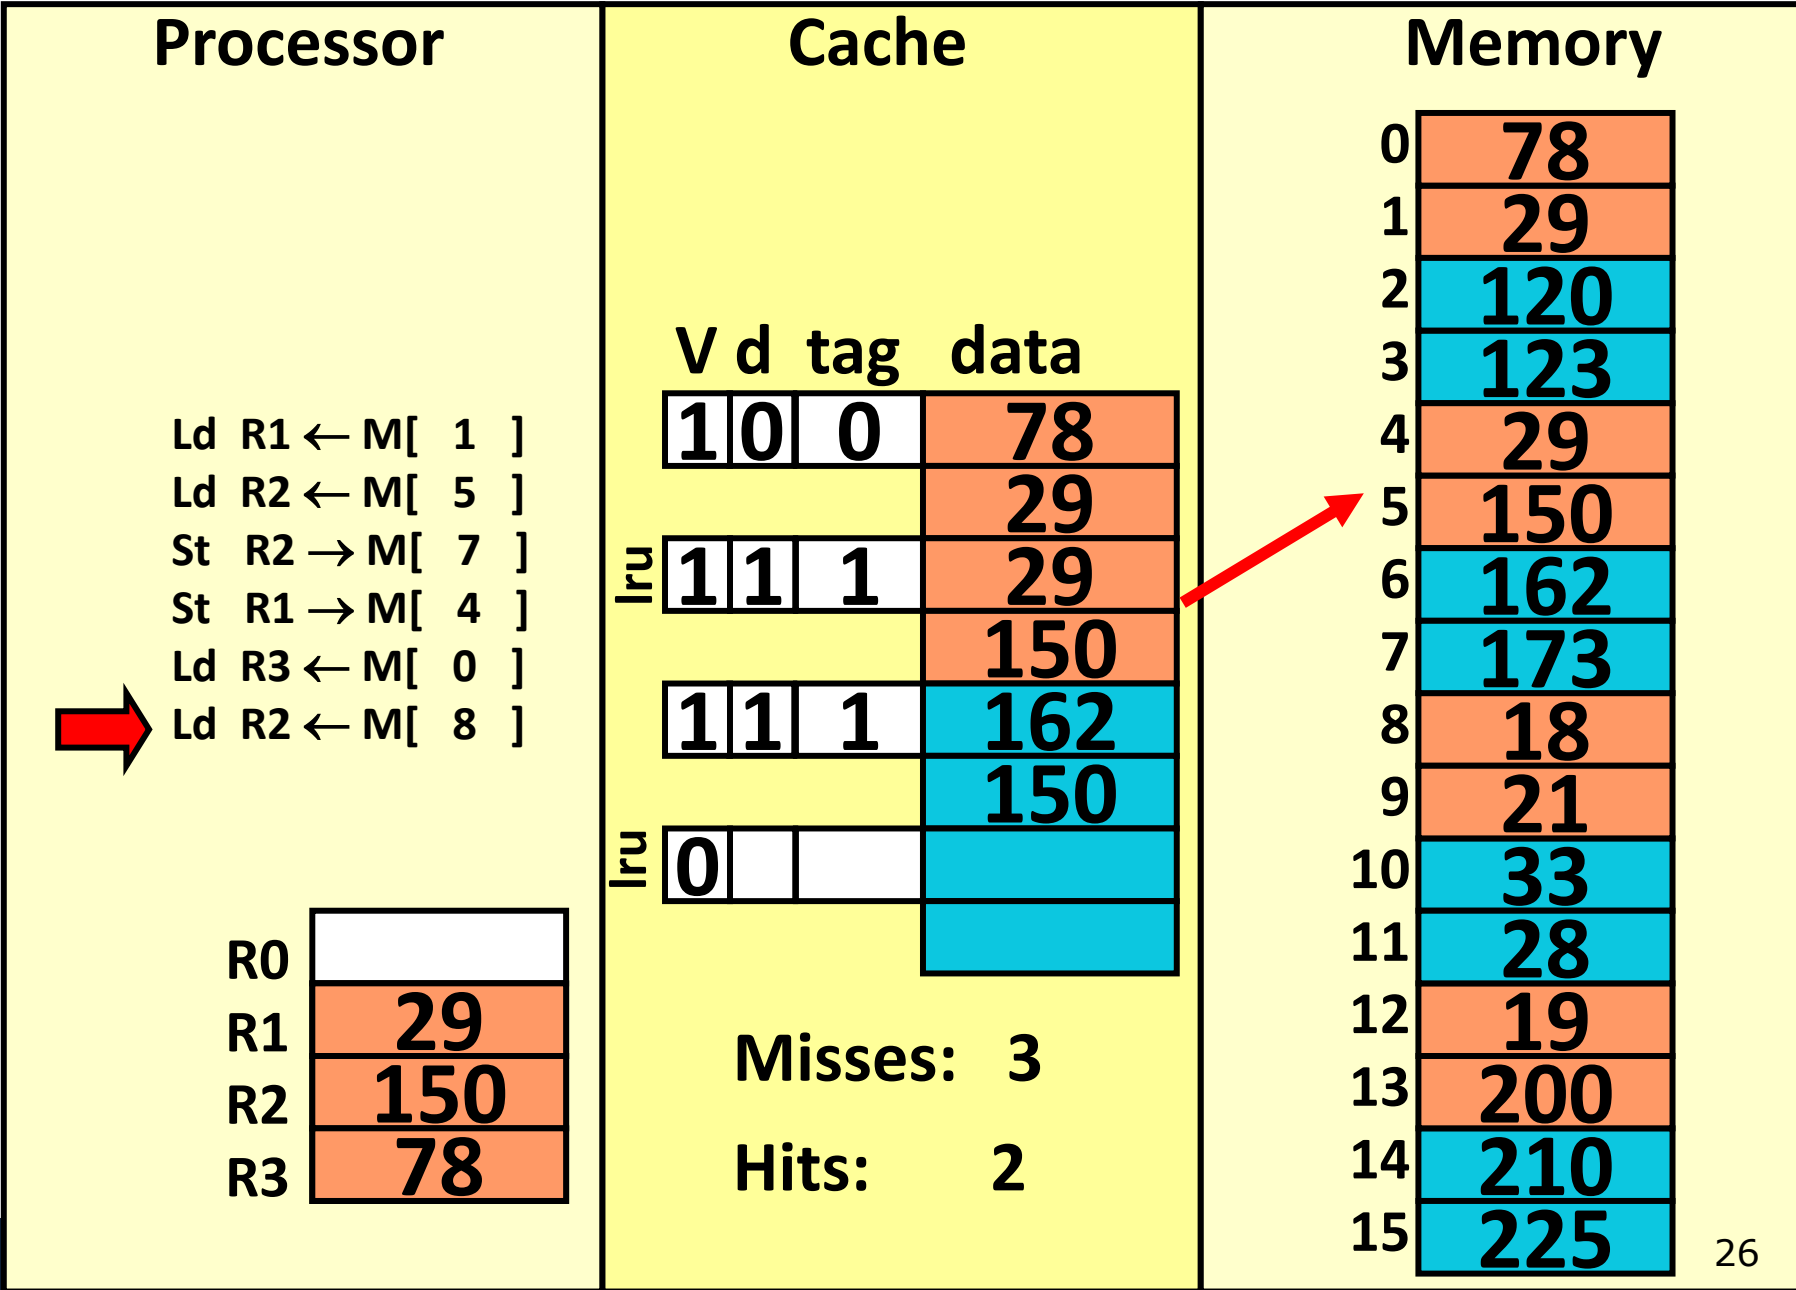 Processor
Ld R1 ← M[ 1 ]
Ld R2 ← M[ 5 ]
St R2 → M[ 7 ]
St R1 → M[ 4 ]
Ld R3 ← M[ 0 ]
Ld R2 ← M[ 8 ]
R0
R1 29
R2 150
R3 78
Cache
V d tag data
1 0 0 78
29
lru 1 1 1 29
150
1 1 1 162
150
lru 0
Misses: 3
Hits: 2
Memory
0 78
1 29
2 120
3 123
4 29
5 150
6 162
7 173
8 18
9 21
10 33
11 28
12 19
13 200
14 210
15 225
26